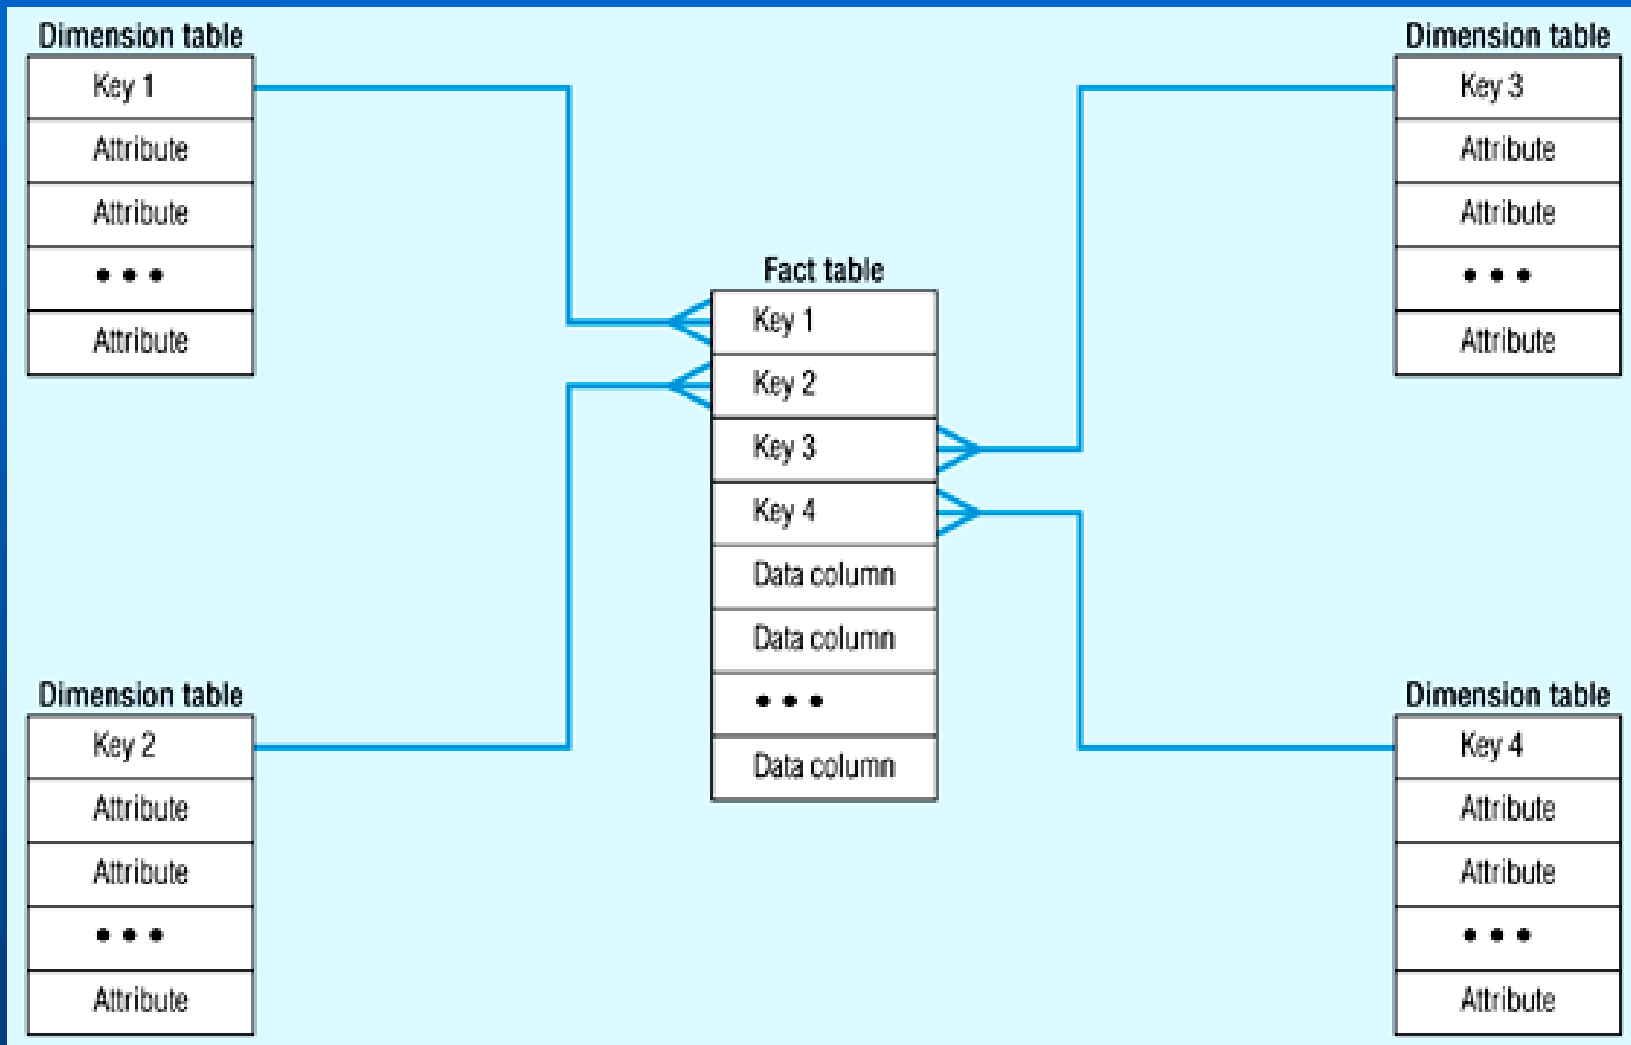 Dimension table
Key 1
Attribute
Attribute
• • •
Attribute
Dimension table
Key 2
Attribute
Attribute
• • •
Attribute
Fact table
Key 1
Key 2
Key 3
Key 4
Data column
Data column
• • •
Data column
Dimension table
Key 3
Attribute
Attribute
• • •
Attribute
Dimension table
Key 4
Attribute
Attribute
• • •
Attribute